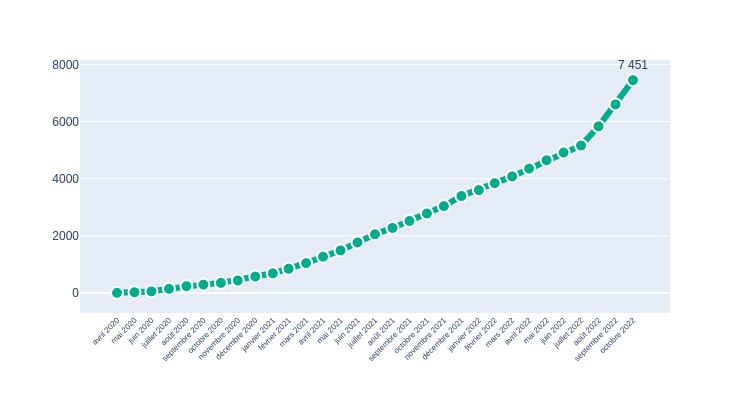 8000
6000
4000
2000
0
7 451
avril 2020
mai 2020
juin 2020
juillet 2020
août 2020
septembre 2020
octobre 2020
novembre 2020
décembre 2020
janvier 2021
février 2021
mars 2021
avril 2021
mai 2021
juin 2021
juillet 2021
août 2021
septembre 2021
octobre 2021
novembre 2021
décembre 2021
janvier 2022
février 2022
mars 2022
avril 2022
mai 2022
juin 2022
juillet 2022
août 2022
septembre 2022
octobre 2022